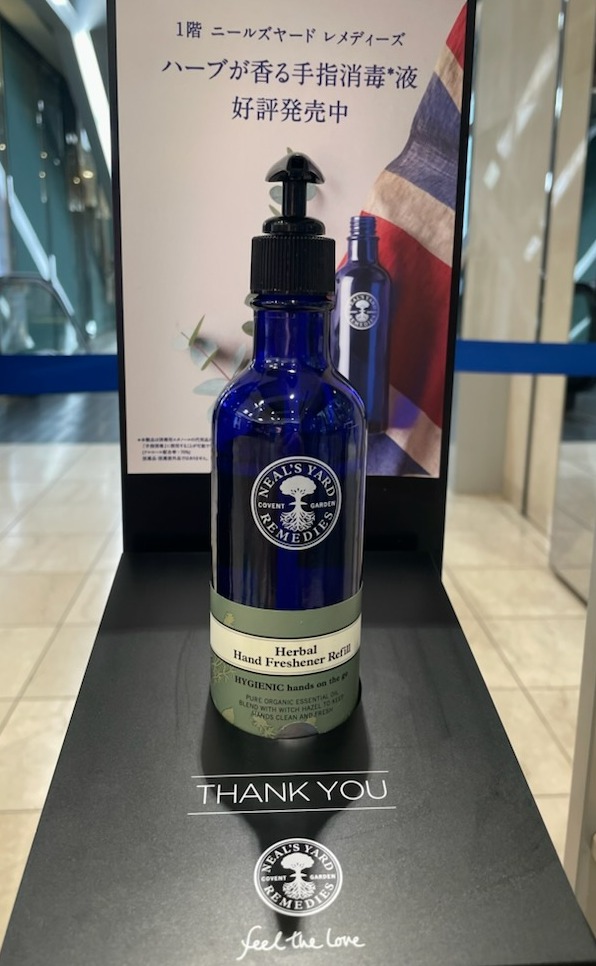 1階 ニールズヤード レメディーズ
ハーブが香る手指消毒*液
好評発売中
NEAL'S YARD
REMEDIES
NEAL'S YARD
COVENT GARDEN
REMEDIES
Herbal
Hand Freshener Refill
HYGIENIC hands on the go
PURE ORGANIC ESSENTIAL OIL
BLEND WITH WITCH HAZEL TO KEEP
HANDS CLEAN AND FRESH
THANK YOU
NEAL'S YARD
COVENT GARDEN
REMEDIES
feel the love